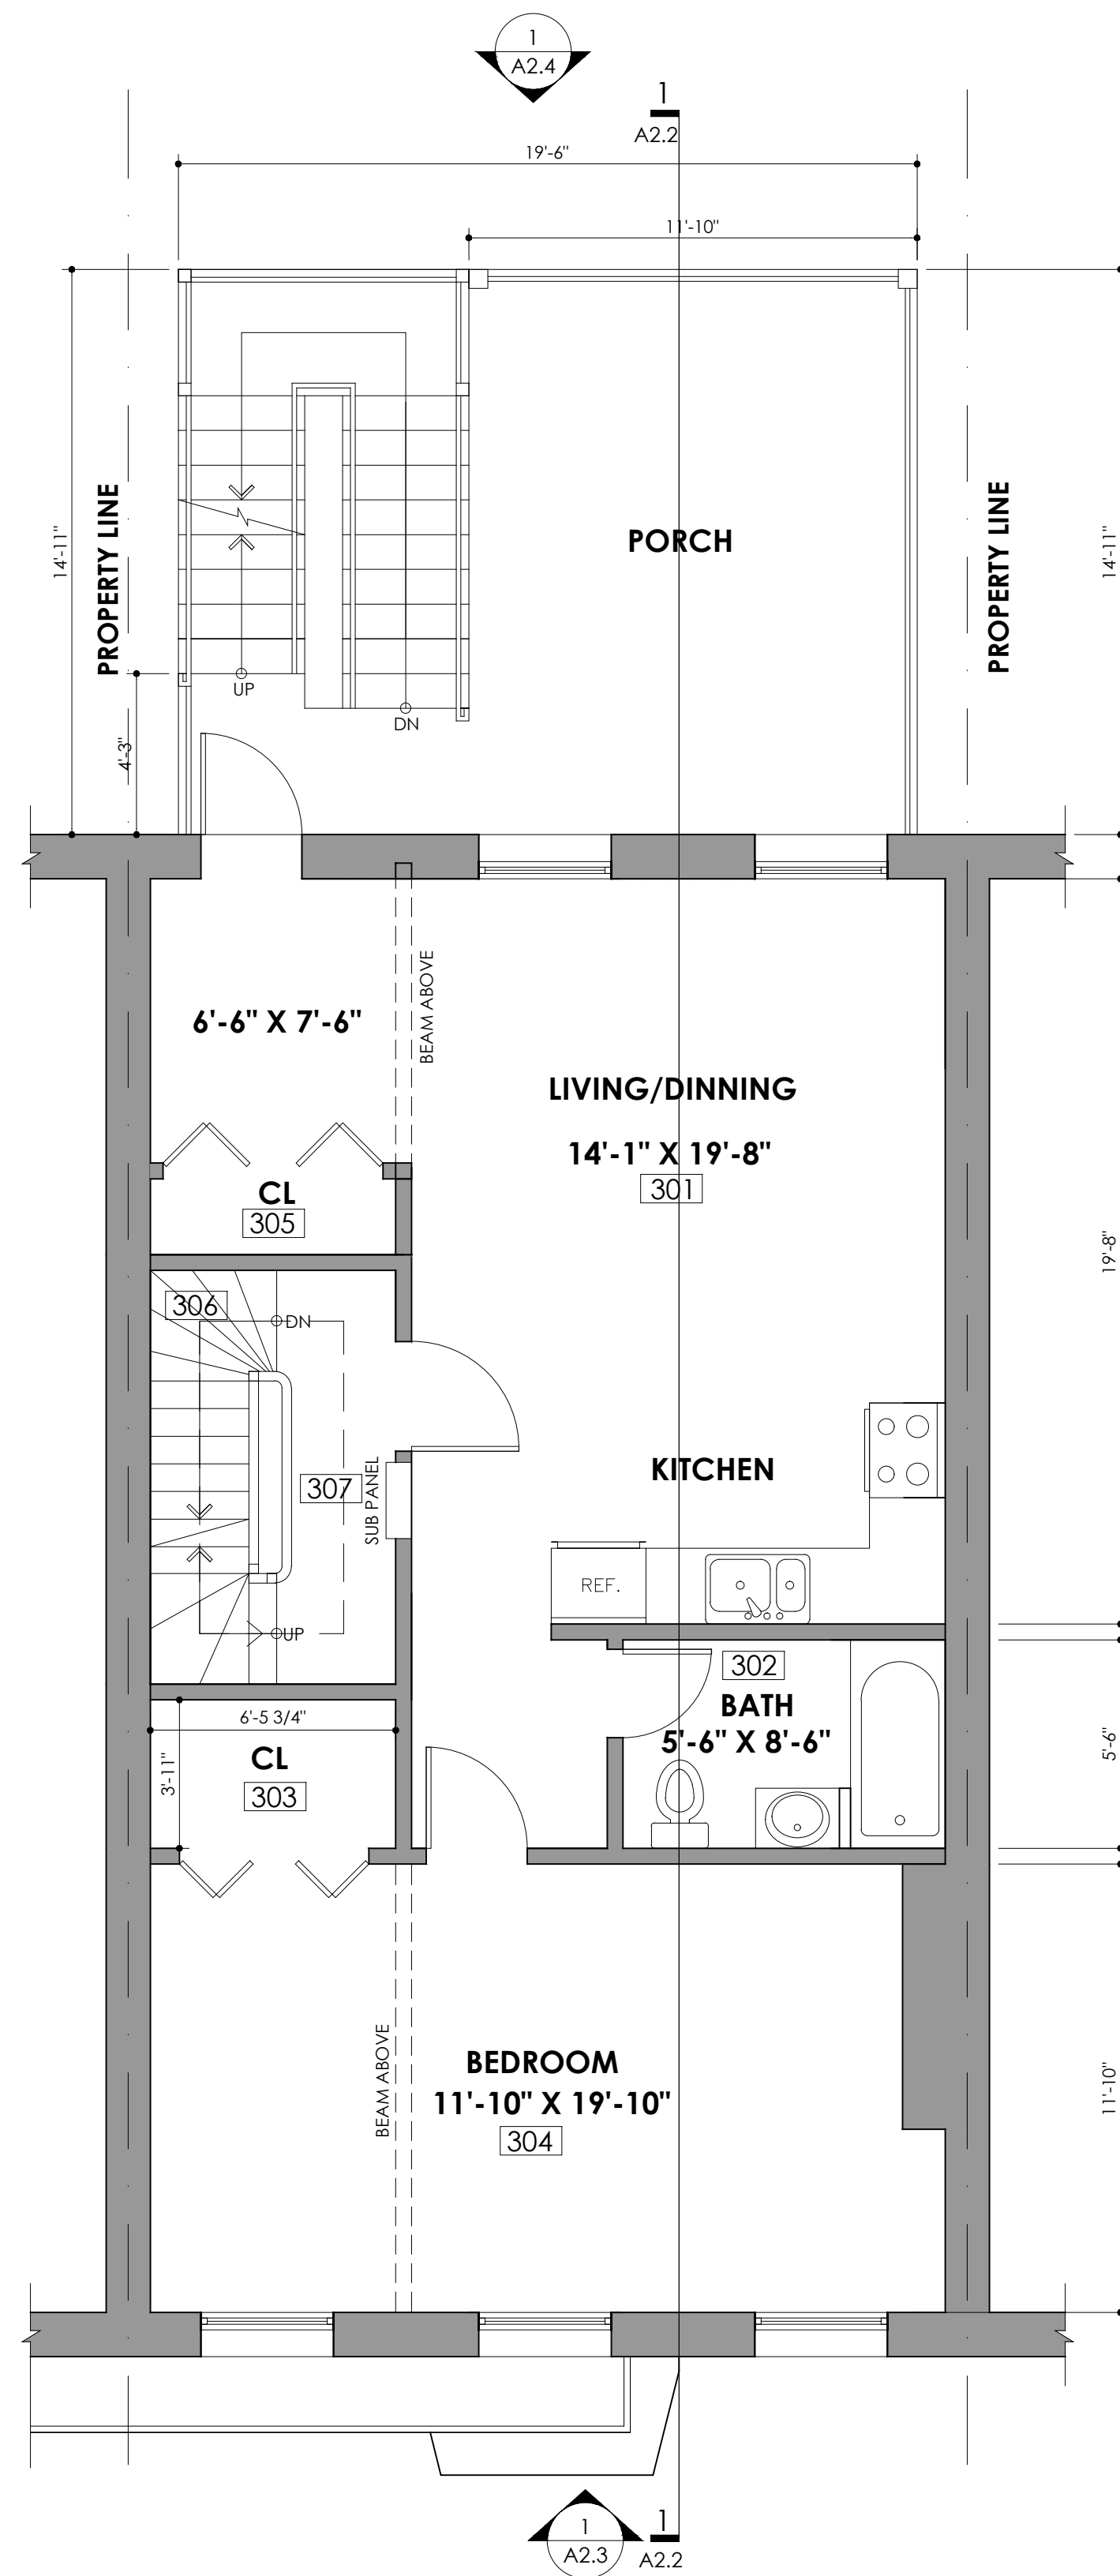 1
A2.4
1
A2.2
19'-6"
11'-10"
PROPERTY LINE
PROPERTY LINE
14'-11"
14'-11"
PORCH
UP
DN
4'-3"
BEAM ABOVE
6'-6" X 7'-6"
LIVING/DINNING
14'-1" X 19'-8"
301
CL
305
19'-8"
306
DN
KITCHEN
307
SUB PANEL
REF.
UP
302
BATH
5'-6" X 8'-6"
6'-5 3/4"
3'-11"
CL
303
5'-6"
BEAM ABOVE
BEDROOM
11'-10" X 19'-10"
304
11'-10"
1
A2.3
1
A2.2